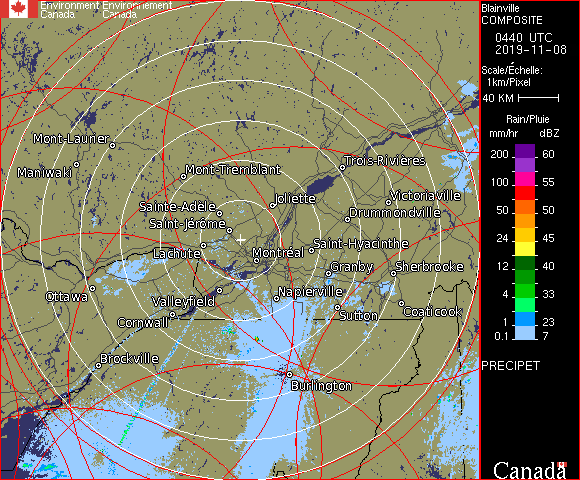 Environment Environnement
Canada Canada
Blainville
COMPOSITE
0440 UTC
2019-11-08
Scale/Échelle:
1km/Pixel
40 KM
Rain/Pluie
mm/hr dBZ
200 60
100 55
50 50
24 45
12 40
4 33
1 23
0.1 7
PRECIPET
Canada
Mont-Laurier
Maniwaki
Mont-Tremblant
Trois-Rivières
Joliette
Victoriaville
Sainte-Adèle
Drummondville
Saint-Jérôme
Saint-Hyacinthe
Lachute
Montréal
Granby
Sherbrooke
Ottawa
Valleyfield
Napierville
Cornwall
Sutton
Coaticook
Brockville
Burlington